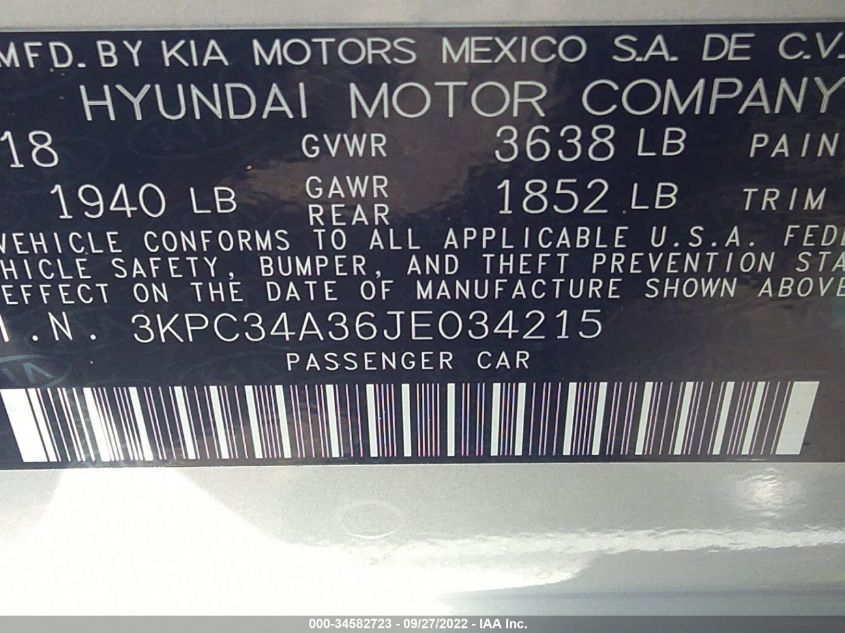 MFD. BY KIA MOTORS MEXICO S.A. DE C.V.
HYUNDAI MOTOR COMPANY
18 GVWR 3638 LB PAIN
1940 LB GAWR REAR 1852 LB TRIM
VEHICLE CONFORMS TO ALL APPLICABLE U.S.A. FEDE
HICLE SAFETY, BUMPER, AND THEFT PREVENTION STA
EFFECT ON THE DATE OF MANUFACTURE SHOWN ABOVE
I.N. 3KPC34A36JE034215
PASSENGER CAR
000-34582723 - 09/27/2022 - IAA Inc.